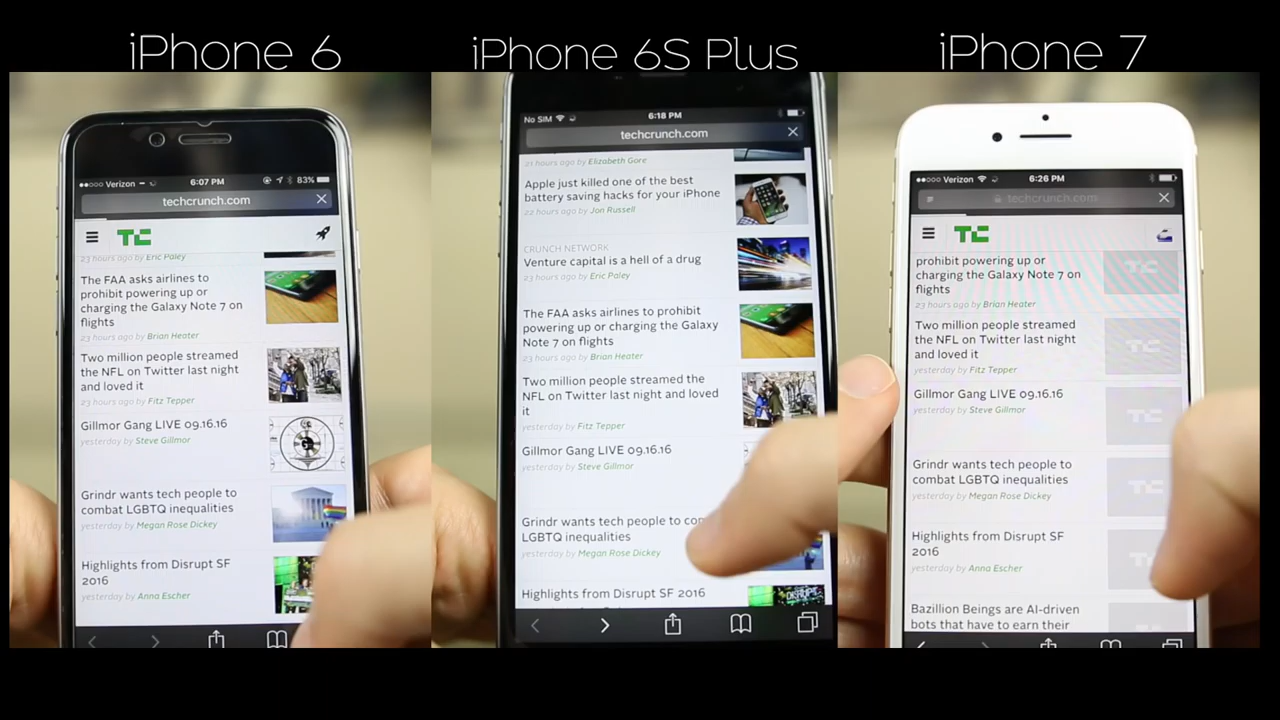 iPhone 6
iPhone 6S Plus
iPhone 7
Verizon
6:07 PM
83%
techcrunch.com
TC
23 hours ago by Eric Paley
The FAA asks airlines to
prohibit powering up or
charging the Galaxy Note 7 on
flights
23 hours ago by Brian Heater
Two million people streamed
the NFL on Twitter last night
and loved it
23 hours ago by Fitz Tepper
Gillmor Gang LIVE 09.16.16
yesterday by Steve Gillmor
Grindr wants tech people to
combat LGBTQ inequalities
yesterday by Megan Rose Dickey
Highlights from Disrupt SF
2016
yesterday by Anna Escher
No SIM
6:18 PM
techcrunch.com
21 hours ago by Elizabeth Gore
Apple just killed one of the best
battery saving hacks for your iPhone
22 hours ago by Jon Russell
CRUNCH NETWORK
Venture capital is a hell of a drug
23 hours ago by Eric Paley
The FAA asks airlines to prohibit
powering up or charging the Galaxy
Note 7 on flights
23 hours ago by Brian Heater
Two million people streamed the
NFL on Twitter last night and loved
it
yesterday by Fitz Tepper
Gillmor Gang LIVE 09.16.16
yesterday by Steve Gillmor
Grindr wants tech people to
LGBTQ inequalities
yesterday by Megan Rose Dickey
Highlights from Disrupt SF 2016
DISRUPT
Verizon
6:26 PM
techcrunch.com
TC
prohibit powering up or
charging the Galaxy Note 7 on
flights
23 hours ago by Brian Heater
TC
Two million people streamed
the NFL on Twitter last night
and loved it
yesterday by Fitz Tepper
TC
Gillmor Gang LIVE 09.16.16
yesterday by Steve Gillmor
TC
Grindr wants tech people to
combat LGBTQ inequalities
yesterday by Megan Rose Dickey
TC
Highlights from Disrupt SF
2016
yesterday by Anna Escher
TC
Bazillion Beings are AI-driven
bots that have to earn their